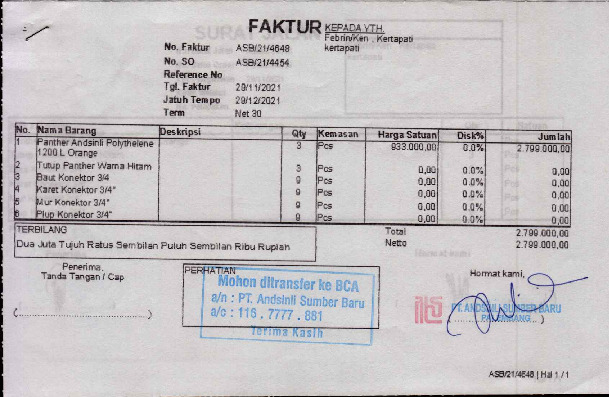 FAKTUR
KEPADA YTH.
Febrin/Ken . Kertapati
kertapati
No. Faktur ASB/21/4648
No. SO ASB/21/4454
Reference No
Tgl. Faktur 29/11/2021
Jatuh Tempo 29/12/2021
Term Net 30
No. Nama Barang Deskripsi Qty Kemasan Harga Satuan Disk% Jumlah
1 Panther Andsinli Polythelene 3 Pcs 933.000,00 0.0% 2.799.000,00
1200 L Orange
2 Tutup Panther Warna Hitam 3 Pcs 0,00 0.0% 0,00
3 Baut Konektor 3/4 9 Pcs 0,00 0.0% 0,00
4 Karet Konektor 3/4" 9 Pcs 0,00 0.0% 0,00
5 Mur Konektor 3/4" 9 Pcs 0,00 0.0% 0,00
6 Plup Konektor 3/4" 9 Pcs 0,00 0.0% 0,00
TERBILANG
Dua Juta Tujuh Ratus Sembilan Puluh Sembilan Ribu Rupiah
Total 2.799.000,00
Netto 2.799.000,00
Penerima,
Tanda Tangan / Cap
(..............................)
PERHATIAN
Mohon ditransfer ke BCA
a/n : PT. Andsinli Sumber Baru
a/c : 116 . 7777 . 881
Terima Kasih
Hormat kami,
PT. ANDSINLI SUMBER BARU
PALEMBANG
ASB/21/4648 | Hal 1 / 1